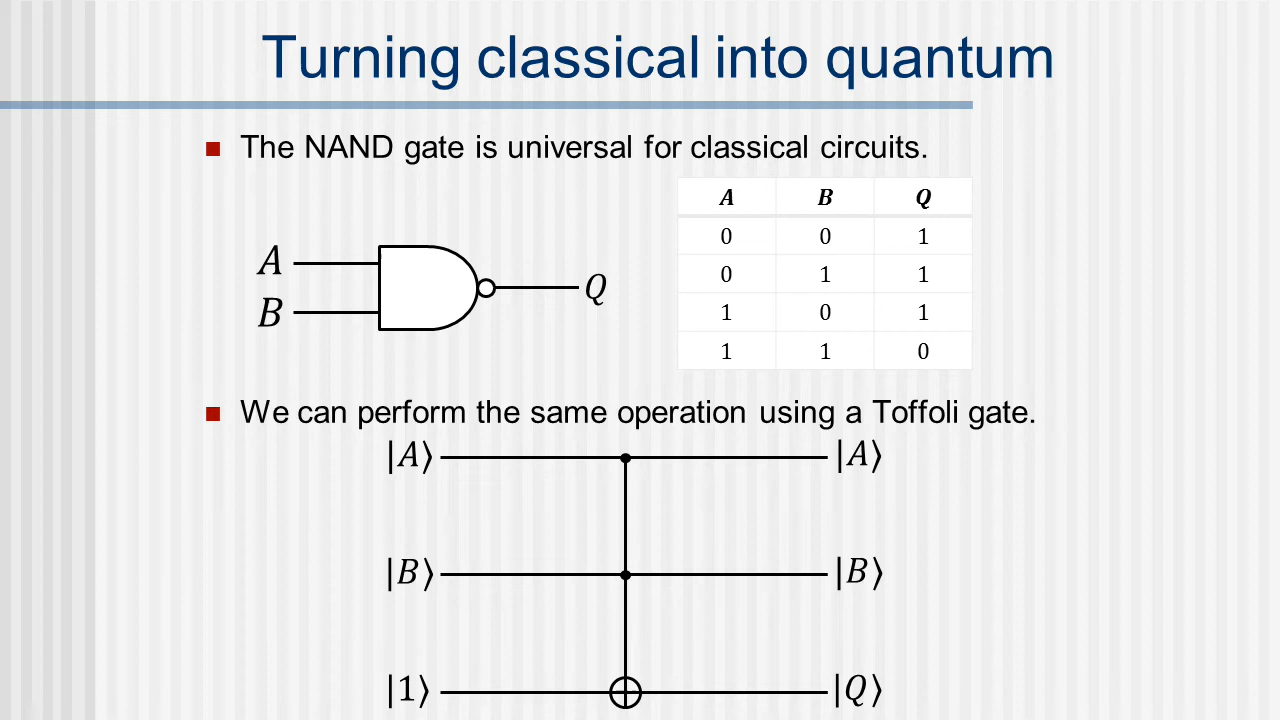 Turning classical into quantum
The NAND gate is universal for classical circuits.
A B Q
0 0 1
0 1 1
1 0 1
1 1 0
A
B
Q
We can perform the same operation using a Toffoli gate.
|A⟩ |A⟩
|B⟩ |B⟩
|1⟩ |Q⟩